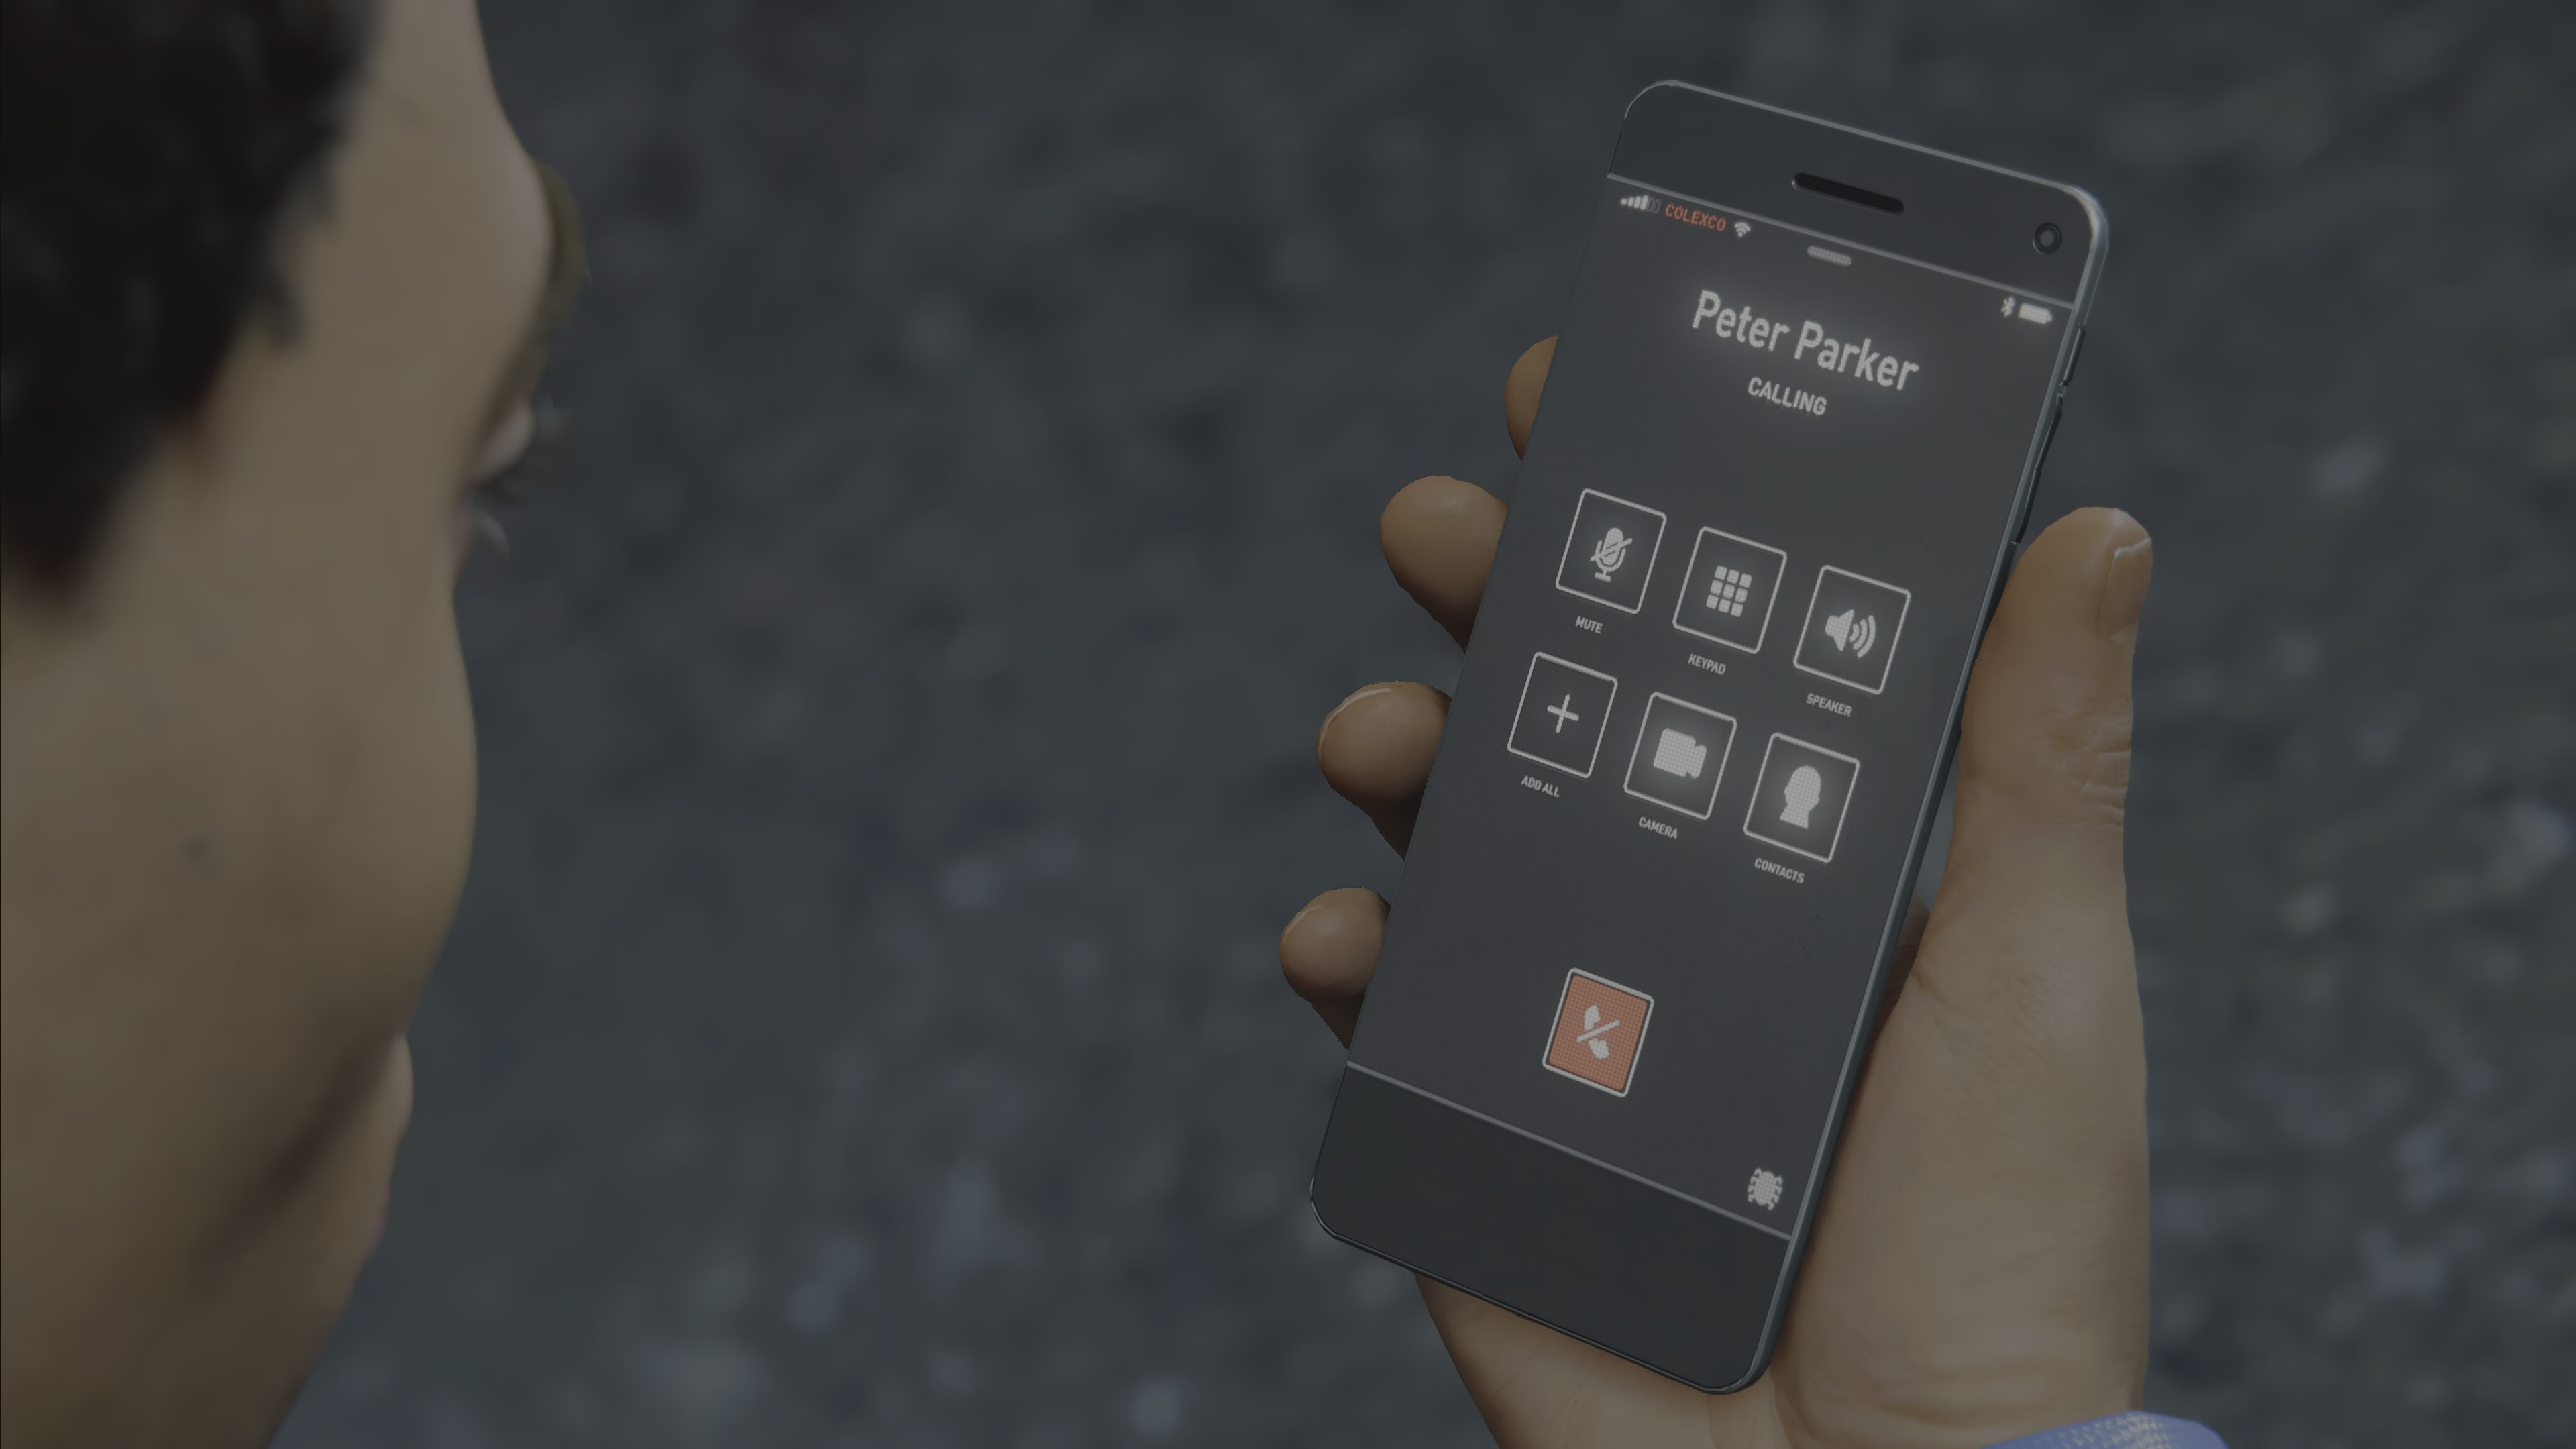 COLEXCO
Peter Parker
CALLING
MUTE
KEYPAD
SPEAKER
ADD ALL
CAMERA
CONTACTS